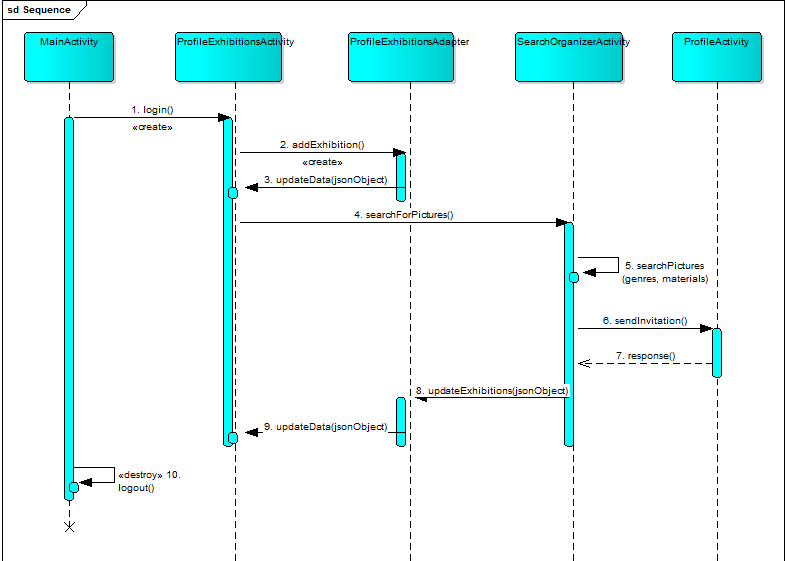 sd Sequence
MainActivity
ProfileExhibitionsActivity
ProfileExhibitionsAdapter
SearchOrganizerActivity
ProfileActivity
1. login()
«create»
2. addExhibition()
«create»
3. updateData(jsonObject)
4. searchForPictures()
5. searchPictures
(genres, materials)
6. sendInvitation()
7. response()
8. updateExhibitions(jsonObject)
9. updateData(jsonObject)
«destroy» 10.
logout()